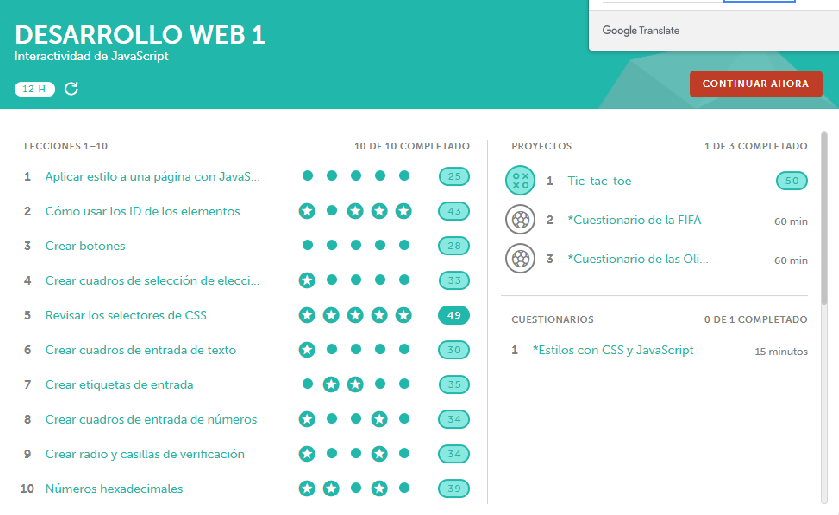 DESARROLLO WEB 1
Interactividad de JavaScript
12 H
Google Translate
CONTINUAR AHORA
LECCIONES 1–10
10 DE 10 COMPLETADO
1 Aplicar estilo a una página con JavaS... 25
2 Cómo usar los ID de los elementos 43
3 Crear botones 28
4 Crear cuadros de selección de elecci... 33
5 Revisar los selectores de CSS 49
6 Crear cuadros de entrada de texto 30
7 Crear etiquetas de entrada 35
8 Crear cuadros de entrada de números 34
9 Crear radio y casillas de verificación 34
10 Números hexadecimales 39
PROYECTOS
1 DE 3 COMPLETADO
1 Tic-tac-toe 50
2 *Cuestionario de la FIFA 60 min
3 *Cuestionario de las Oli... 60 min
CUESTIONARIOS
0 DE 1 COMPLETADO
1 *Estilos con CSS y JavaScript 15 minutos